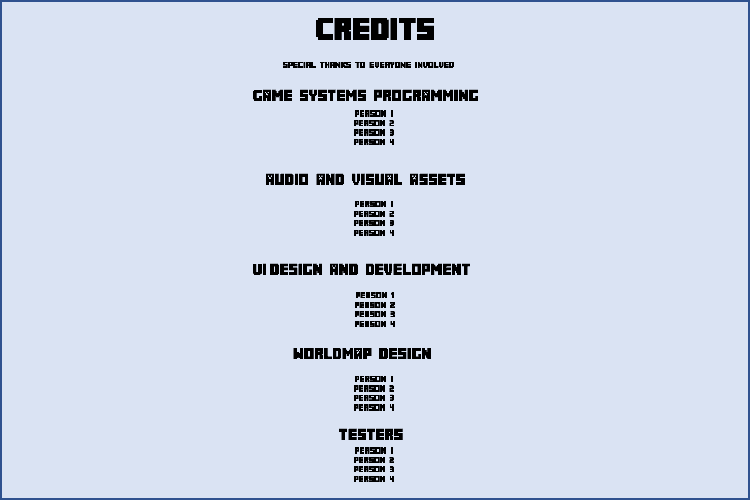 CREDITS
SPECIAL THANKS TO EVERYONE INVOLVED
GAME SYSTEMS PROGRAMMING
PERSON 1
PERSON 2
PERSON 3
PERSON 4
AUDIO AND VISUAL ASSETS
PERSON 1
PERSON 2
PERSON 3
PERSON 4
UI DESIGN AND DEVELOPMENT
PERSON 1
PERSON 2
PERSON 3
PERSON 4
WORLDMAP DESIGN
PERSON 1
PERSON 2
PERSON 3
PERSON 4
TESTERS
PERSON 1
PERSON 2
PERSON 3
PERSON 4